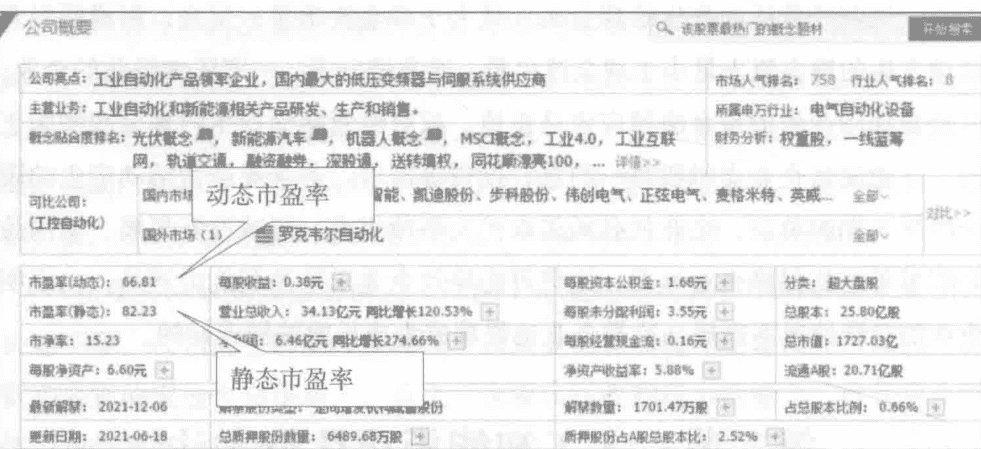 公司概要 该股票最热门的概念题材 开始搜索
公司亮点：工业自动化产品领军企业，国内最大的低压变频器与伺服系统供应商 市场人气排名：758 行业人气排名：8
主营业务：工业自动化和新能源相关产品研发、生产和销售。 所属申万行业：电气自动化设备
概念贴合度排名：光伏概念，新能源汽车，机器人概念，MSCI概念，工业4.0，工业互联 财务分析：权重股，一线蓝筹
网，轨道交通，融资融券，深股通，送转填权，同花顺漂亮100，... 详情>>
可比公司：
(工控自动化)
国内市场 智能、凯迪股份、步科股份、伟创电气、正弦电气、麦格米特、英威... 全部 对比>>
动态市盈率
国外市场(1) 罗克韦尔自动化 全部
市盈率(动态)：66.81 每股收益：0.38元 每股资本公积金：1.68元 分类：超大盘股
市盈率(静态)：82.23 营业总收入：34.13亿元 同比增长120.53% 每股未分配利润：3.55元 总股本：25.80亿股
市净率：15.23 润：6.46亿元 同比增长274.66% 每股经营现金流：0.16元 总市值：1727.03亿
每股净资产：6.60元 静态市盈率 净资产收益率：5.88% 流通A股：20.71亿股
最新解禁：2021-12-06 解禁股份类型：定向增发机构配售股份 解禁数量：1701.47万股 占总股本比例：0.66%
更新日期：2021-06-18 总质押股份数量：6489.68万股 质押股份占A股总股本比：2.52%